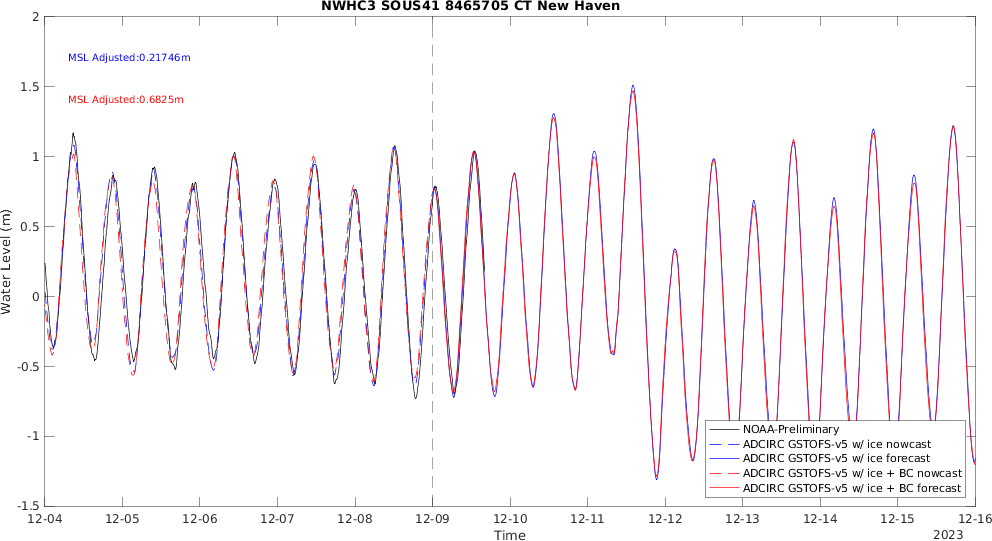 NWHC3 SOUS41 8465705 CT New Haven
MSL Adjusted:0.21746m
MSL Adjusted:0.6825m
Water Level (m)
2
1.5
1
0.5
0
-0.5
-1
-1.5
NOAA-Preliminary
ADCIRC GSTOFS-v5 w/ ice nowcast
ADCIRC GSTOFS-v5 w/ ice forecast
ADCIRC GSTOFS-v5 w/ ice + BC nowcast
ADCIRC GSTOFS-v5 w/ ice + BC forecast
12-04 12-05 12-06 12-07 12-08 12-09 12-10 12-11 12-12 12-13 12-14 12-15 12-16
Time
2023